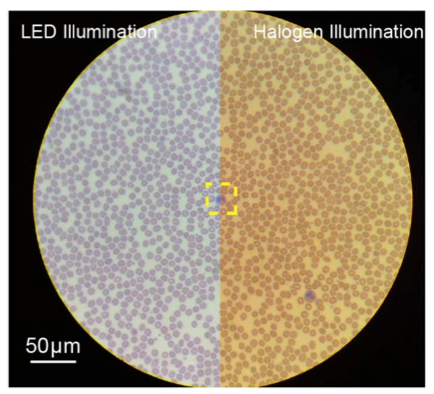 LED Illumination
Halogen Illumination
50μm